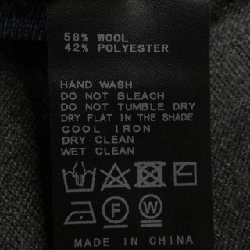 58% WOOL
42% POLYESTER
HAND WASH
DO NOT BLEACH
DO NOT TUMBLE DRY
DRY FLAT IN THE SHADE
COOL IRON
DRY CLEAN
WET CLEAN
F W
MADE IN CHINA